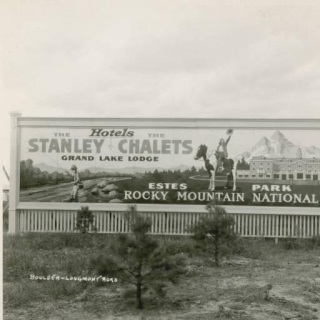 THE Hotels THE
STANLEY - CHALETS
GRAND LAKE LODGE
ESTES PARK
ROCKY MOUNTAIN NATIONAL
BOULDER-LONGMONT ROAD